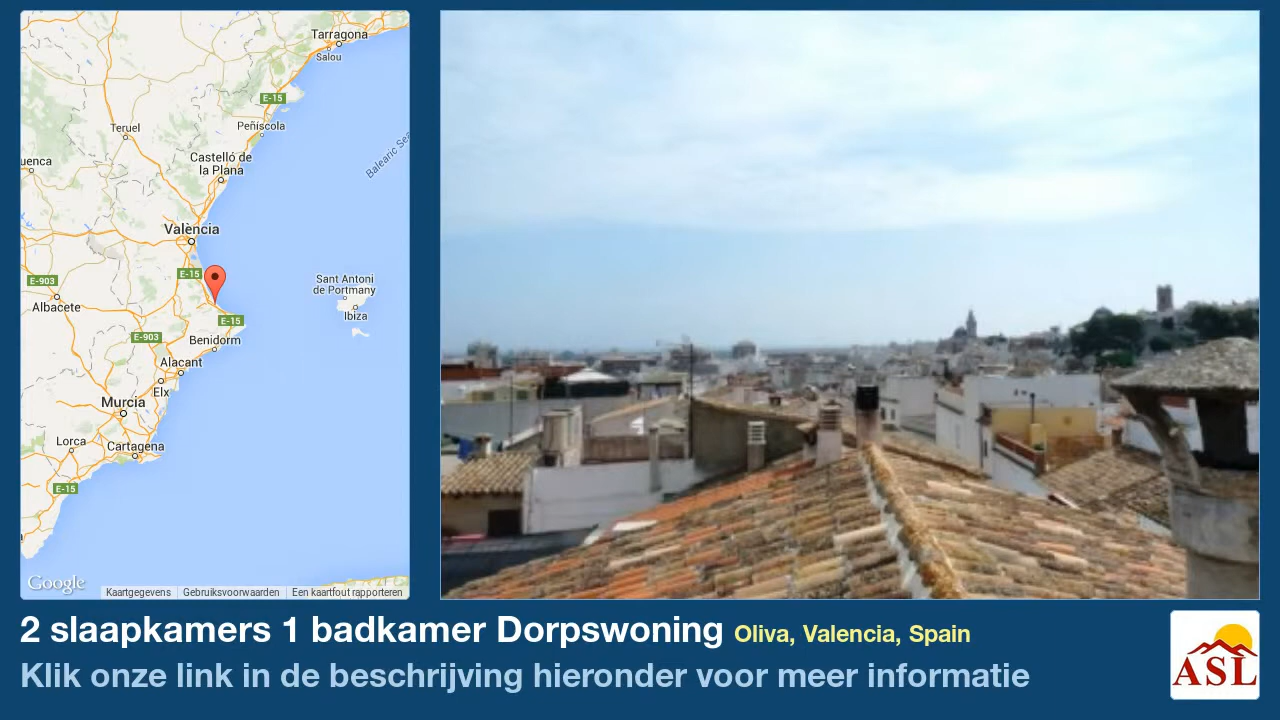 Tarragona
Salou
E-15
Peñíscola
Teruel
Balearic Sea
uenca
Castelló de
la Plana
València
E-15
E-903
Sant Antoni
de Portmany
Albacete
Ibiza
E-15
E-903
Benidorm
Alacant
Elx
Murcia
Lorca
Cartagena
E-15
Google
Kaartgegevens
Gebruiksvoorwaarden
Een kaartfout rapporteren
2 slaapkamers 1 badkamer Dorpswoning Oliva, Valencia, Spain
Klik onze link in de beschrijving hieronder voor meer informatie
ASL